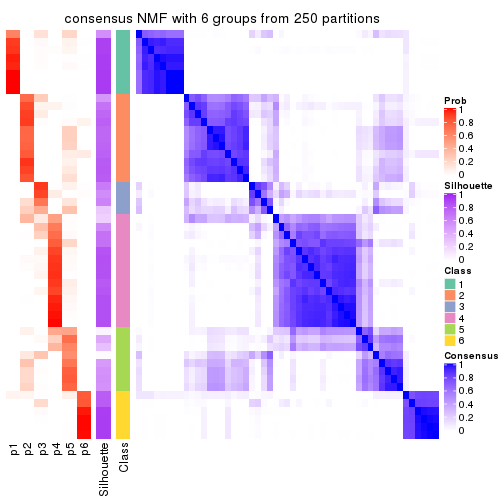 consensus NMF with 6 groups from 250 partitions
Prob
1
0.8
0.6
0.4
0.2
0
Silhouette
1
0.8
0.6
0.4
0.2
0
Class
1
2
3
4
5
6
Consensus
1
0.8
0.6
0.4
0.2
0
p1
p2
p3
p4
p5
p6
Silhouette
Class